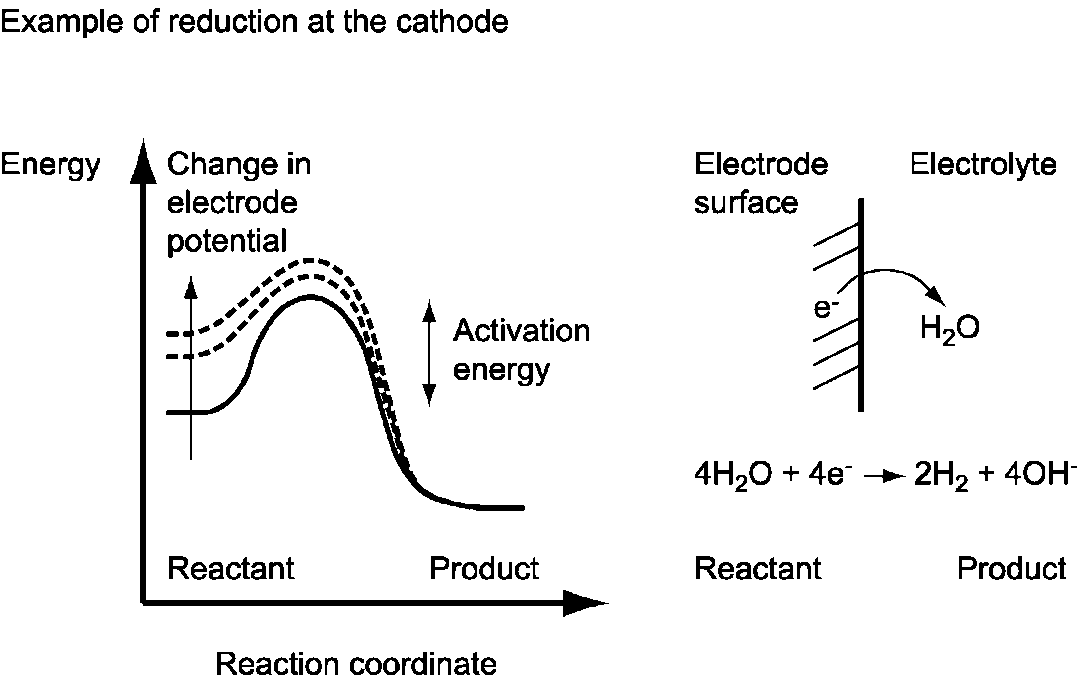 Example of reduction at the cathode
Energy
Change in
electrode
potential
Activation
energy
Reactant
Product
Reaction coordinate
Electrode
surface
Electrolyte
e⁻
H₂O
4H₂O + 4e⁻ → 2H₂ + 4OH⁻
Reactant
Product